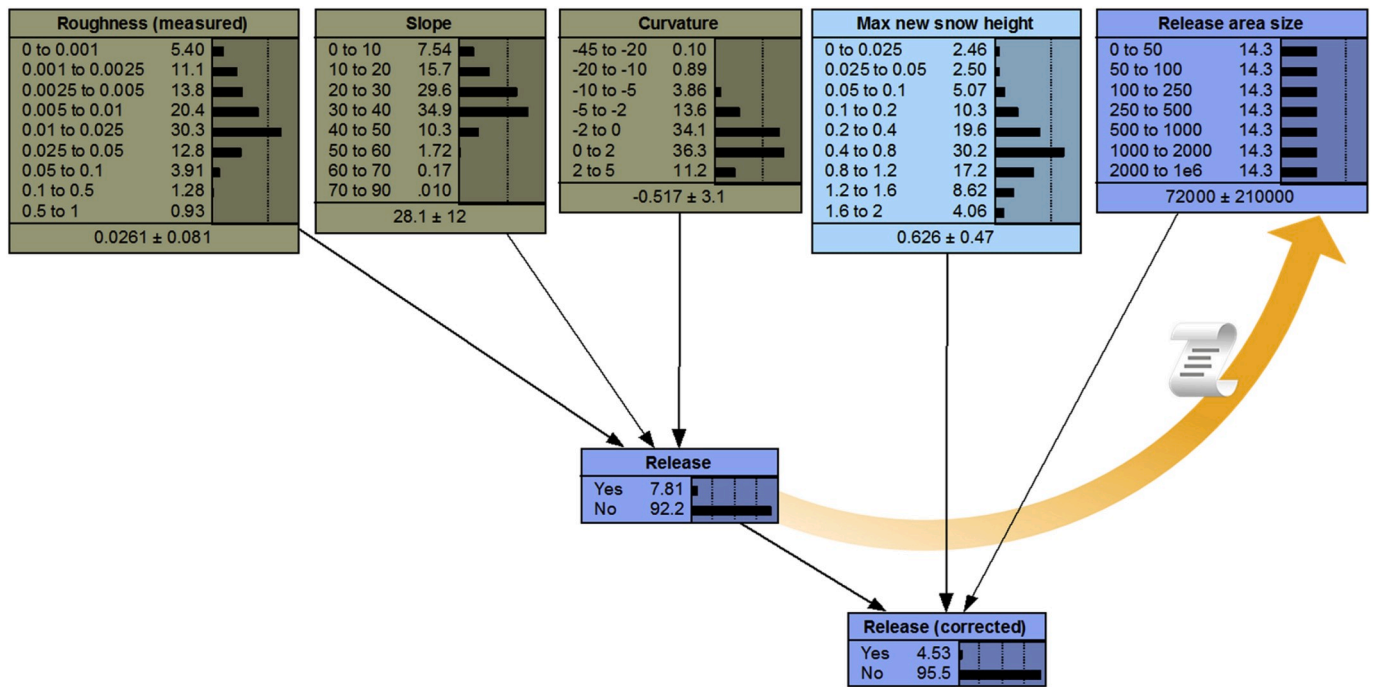 Roughness (measured)
0 to 0.001 5.40
0.001 to 0.0025 11.1
0.0025 to 0.005 13.8
0.005 to 0.01 20.4
0.01 to 0.025 30.3
0.025 to 0.05 12.8
0.05 to 0.1 3.91
0.1 to 0.5 1.28
0.5 to 1 0.93
0.0261 ± 0.081
Slope
0 to 10 7.54
10 to 20 15.7
20 to 30 29.6
30 to 40 34.9
40 to 50 10.3
50 to 60 1.72
60 to 70 0.17
70 to 90 .010
28.1 ± 12
Curvature
-45 to -20 0.10
-20 to -10 0.89
-10 to -5 3.86
-5 to -2 13.6
-2 to 0 34.1
0 to 2 36.3
2 to 5 11.2
-0.517 ± 3.1
Max new snow height
0 to 0.025 2.46
0.025 to 0.05 2.50
0.05 to 0.1 5.07
0.1 to 0.2 10.3
0.2 to 0.4 19.6
0.4 to 0.8 30.2
0.8 to 1.2 17.2
1.2 to 1.6 8.62
1.6 to 2 4.06
0.626 ± 0.47
Release area size
0 to 50 14.3
50 to 100 14.3
100 to 250 14.3
250 to 500 14.3
500 to 1000 14.3
1000 to 2000 14.3
2000 to 1e6 14.3
72000 ± 210000
Release
Yes 7.81
No 92.2
Release (corrected)
Yes 4.53
No 95.5